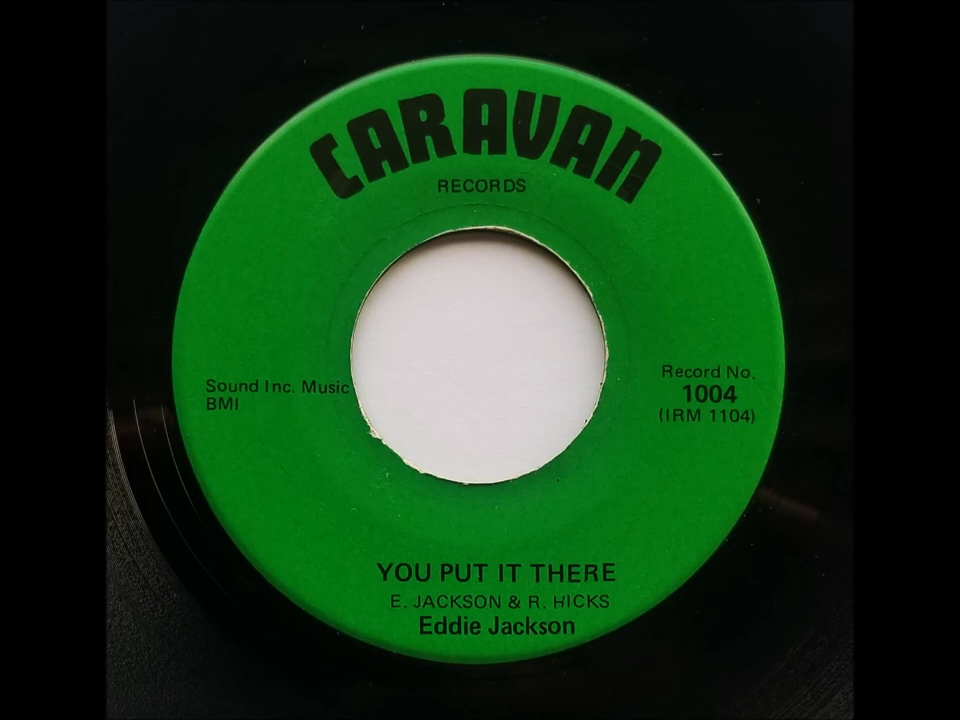 CARAVAN
RECORDS
Sound Inc. Music
BMI
Record No.
1004
(IRM 1104)
YOU PUT IT THERE
E. JACKSON & R. HICKS
Eddie Jackson